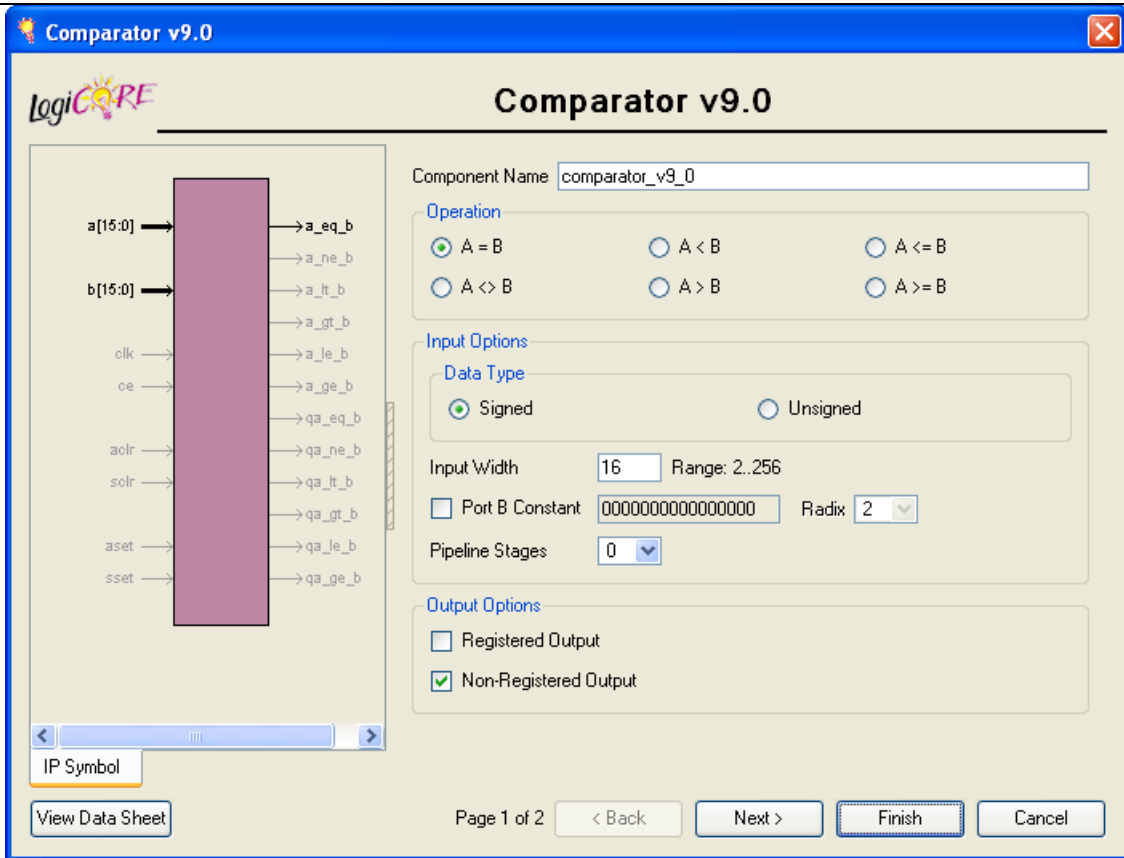 Comparator v9.0
LogiCORE
Comparator v9.0
a[15:0]
b[15:0]
clk
ce
aclr
sclr
aset
sset
a_eq_b
a_ne_b
a_lt_b
a_gt_b
a_le_b
a_ge_b
qa_eq_b
qa_ne_b
qa_lt_b
qa_gt_b
qa_le_b
qa_ge_b
IP Symbol
Component Name comparator_v9_0
Operation
A = B A < B A <= B
A <> B A > B A >= B
Input Options
Data Type
Signed Unsigned
Input Width 16 Range: 2..256
Port B Constant 0000000000000000 Radix 2
Pipeline Stages 0
Output Options
Registered Output
Non-Registered Output
View Data Sheet Page 1 of 2 < Back Next > Finish Cancel